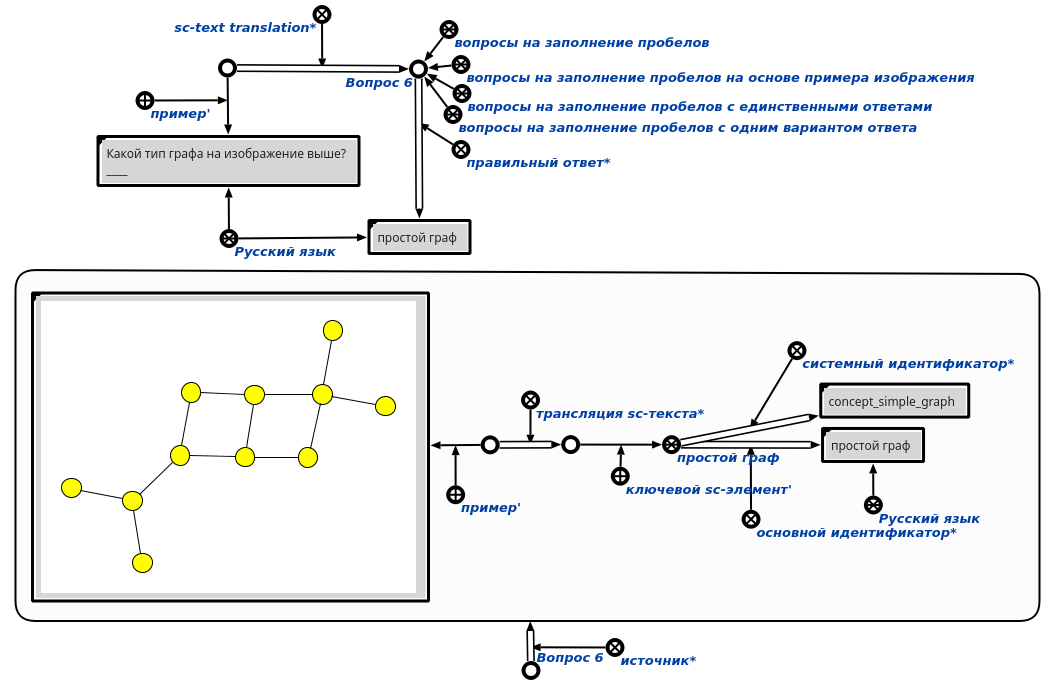 sc-text translation*
вопросы на заполнение пробелов
вопросы на заполнение пробелов на основе примера изображения
Вопрос 6
вопросы на заполнение пробелов с единственными ответами
пример'
вопросы на заполнение пробелов с одним вариантом ответа
Какой тип графа на изображение выше?
____
правильный ответ*
простой граф
Русский язык
системный идентификатор*
concept_simple_graph
трансляция sc-текста*
простой граф
простой граф
ключевой sc-элемент'
пример'
Русский язык
основной идентификатор*
Вопрос 6
источник*